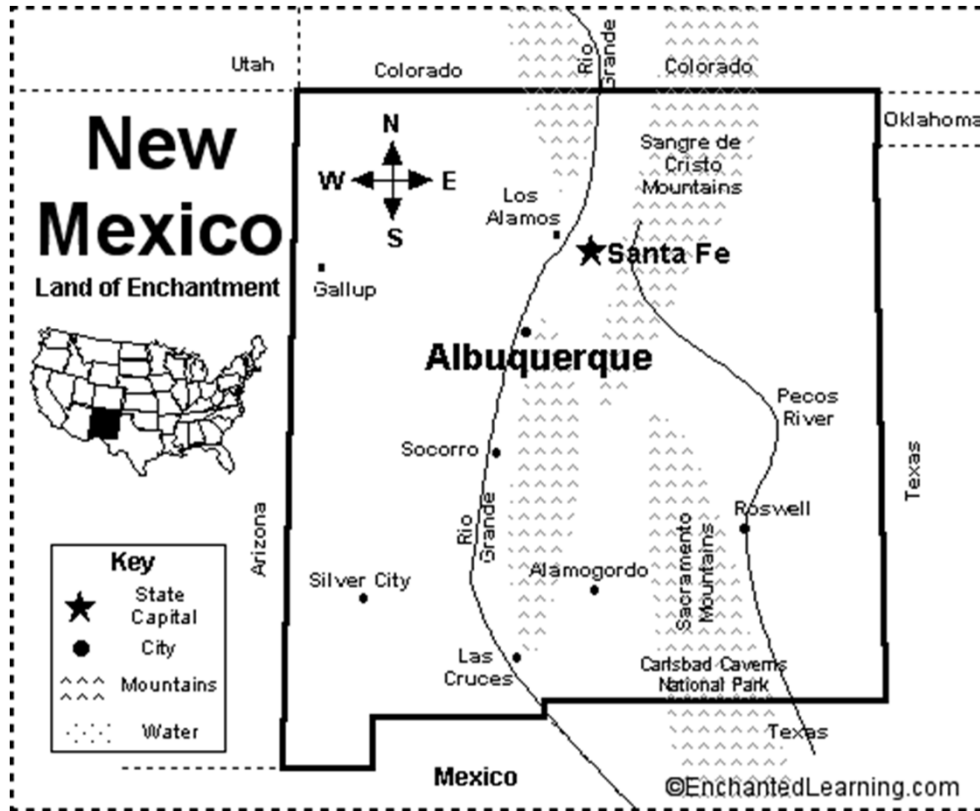 Utah
Colorado
Rio
Grande
Colorado
Oklahoma
New
Mexico
Land of Enchantment
N
W
E
S
Sangre de
Cristo
Mountains
Los
Alamos
Santa Fe
Gallup
Albuquerque
Pecos
River
Socorro
Texas
Rio
Grande
Roswell
Arizona
Silver City
Alamogordo
Sacramento
Mountains
Las
Cruces
Carlsbad Caverns
National Park
Key
State
Capital
City
Mountains
Water
Texas
Mexico
©EnchantedLearning.com